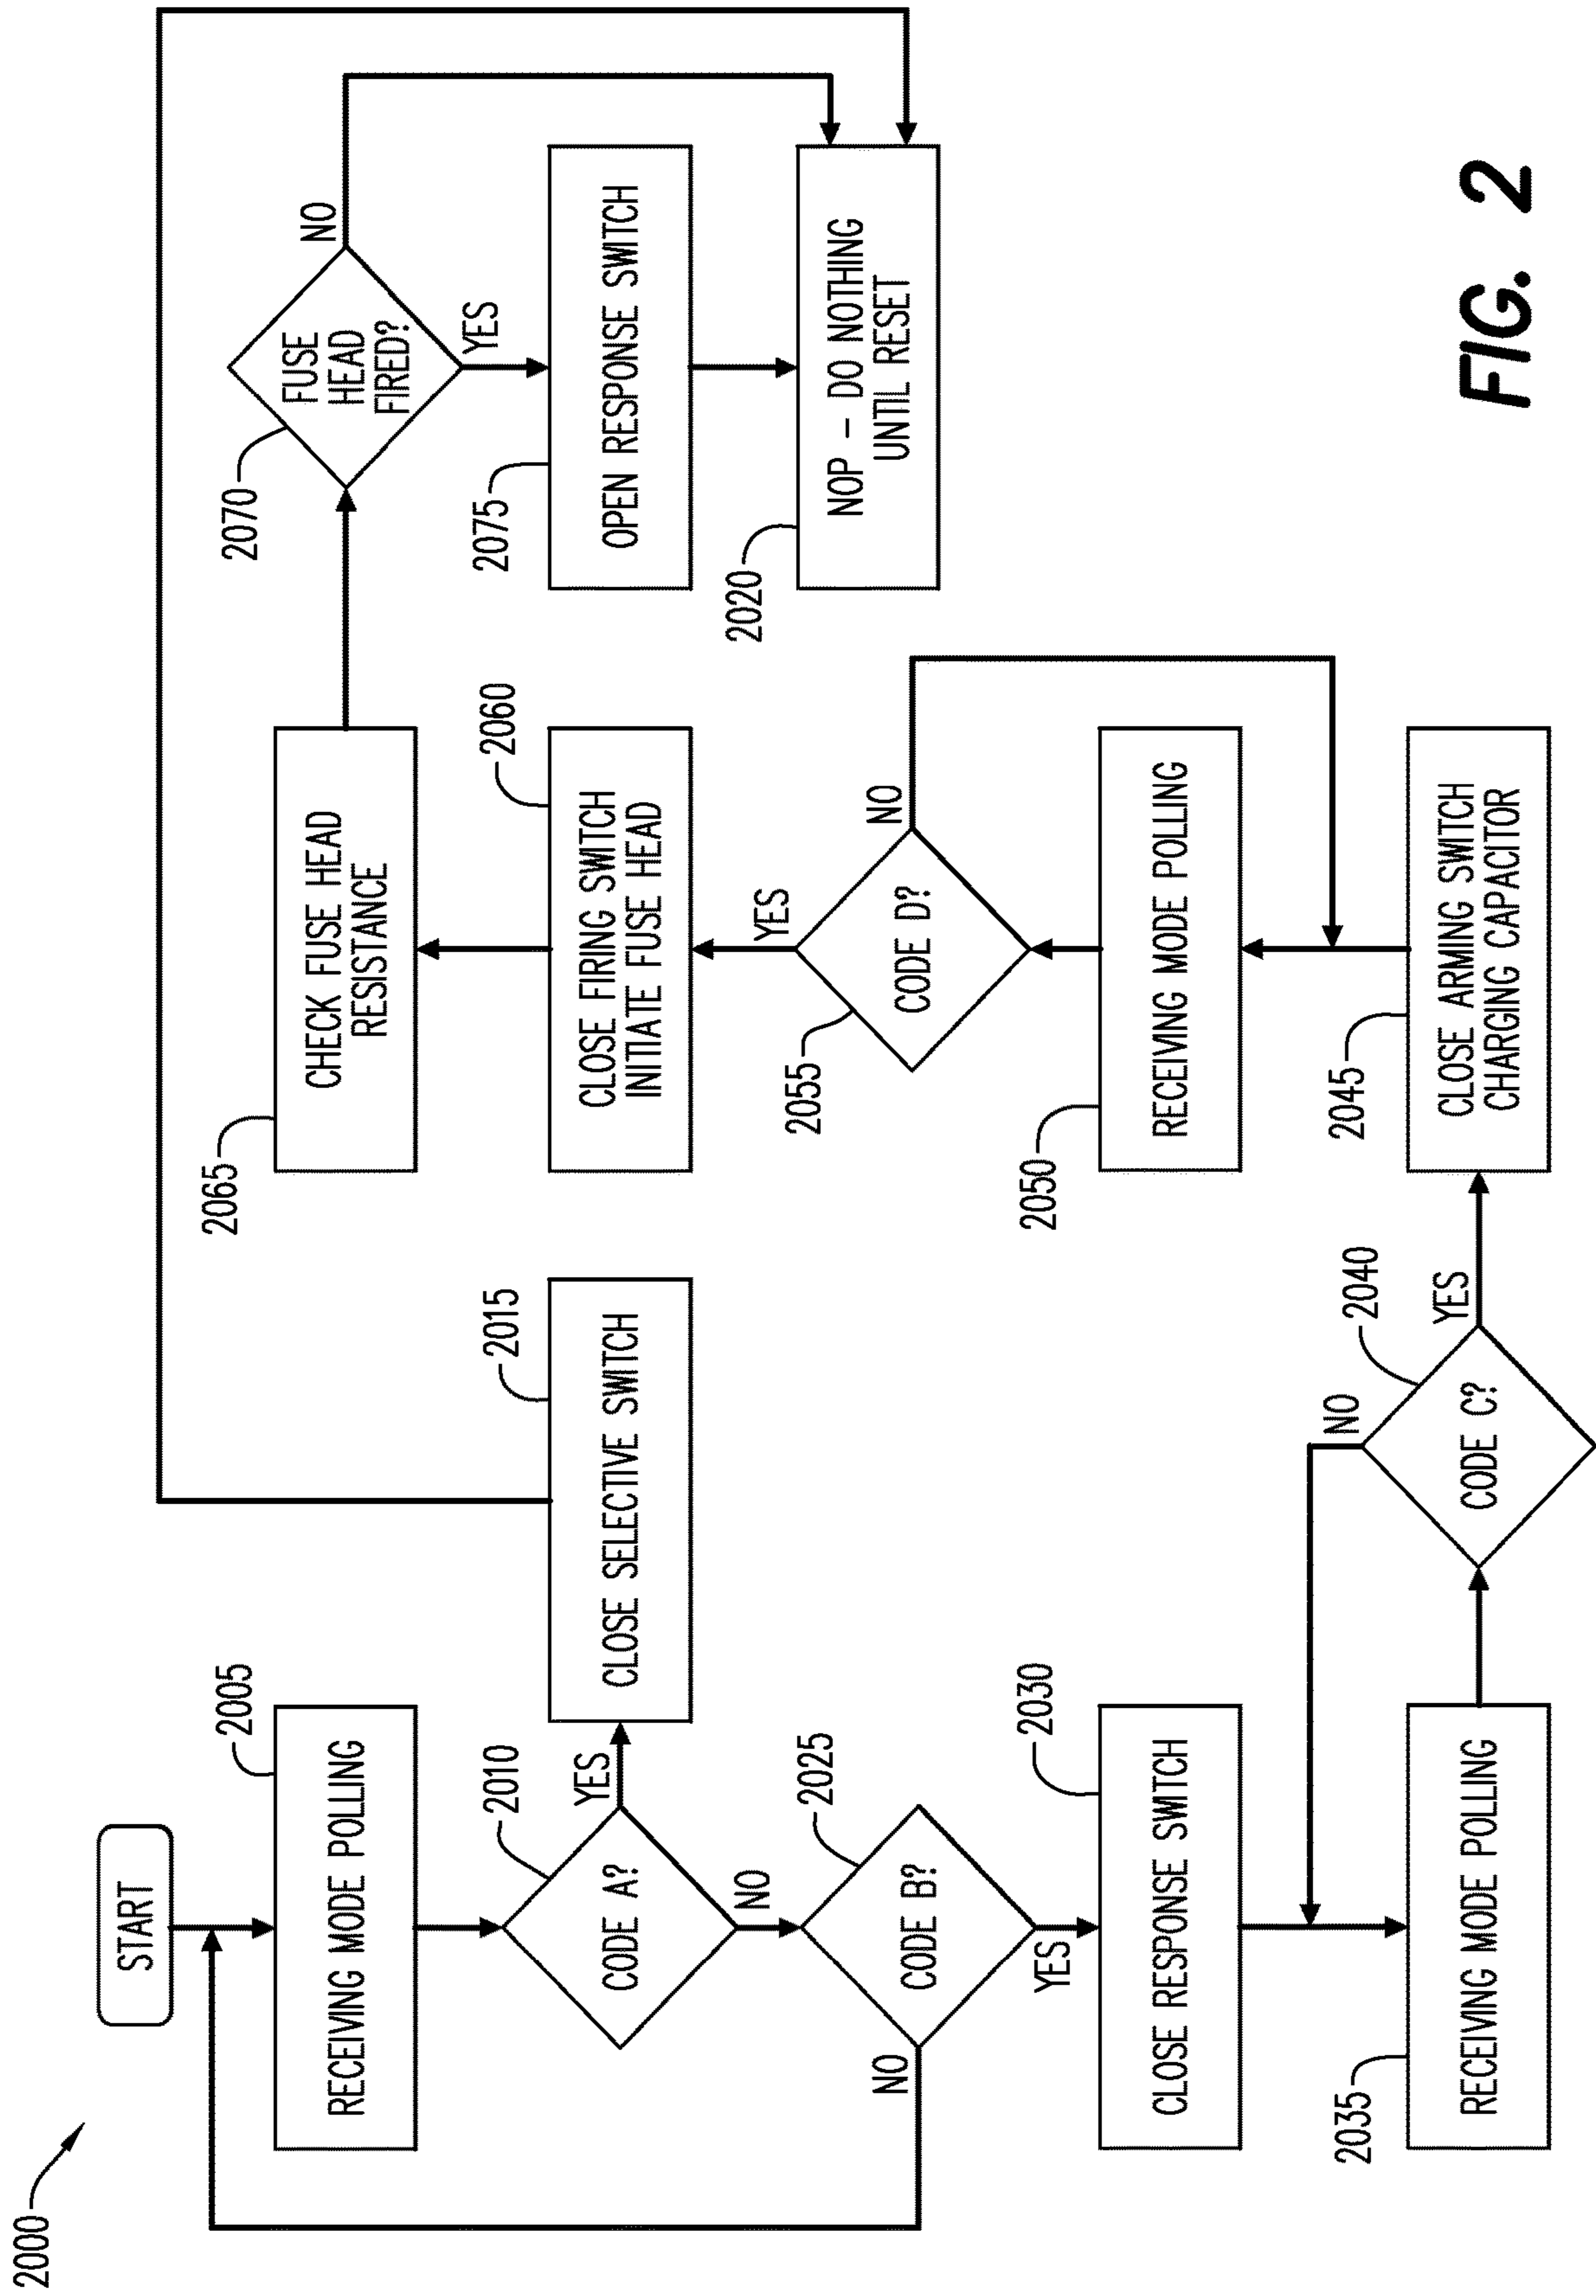 2000
START
RECEIVING MODE POLLING
2005
CODE A?
2010
YES
NO
CLOSE SELECTIVE SWITCH
2015
CODE B?
2025
NO
YES
CLOSE RESPONSE SWITCH
2030
RECEIVING MODE POLLING
2035
CODE C?
2040
NO
YES
CLOSE ARMING SWITCH
CHARGING CAPACITOR
2045
RECEIVING MODE POLLING
2050
CODE D?
2055
NO
YES
CLOSE FIRING SWITCH
INITIATE FUSE HEAD
2060
CHECK FUSE HEAD
RESISTANCE
2065
FUSE
HEAD
FIRED?
2070
NO
YES
OPEN RESPONSE SWITCH
2075
NOP – DO NOTHING
UNTIL RESET
2020
FIG. 2